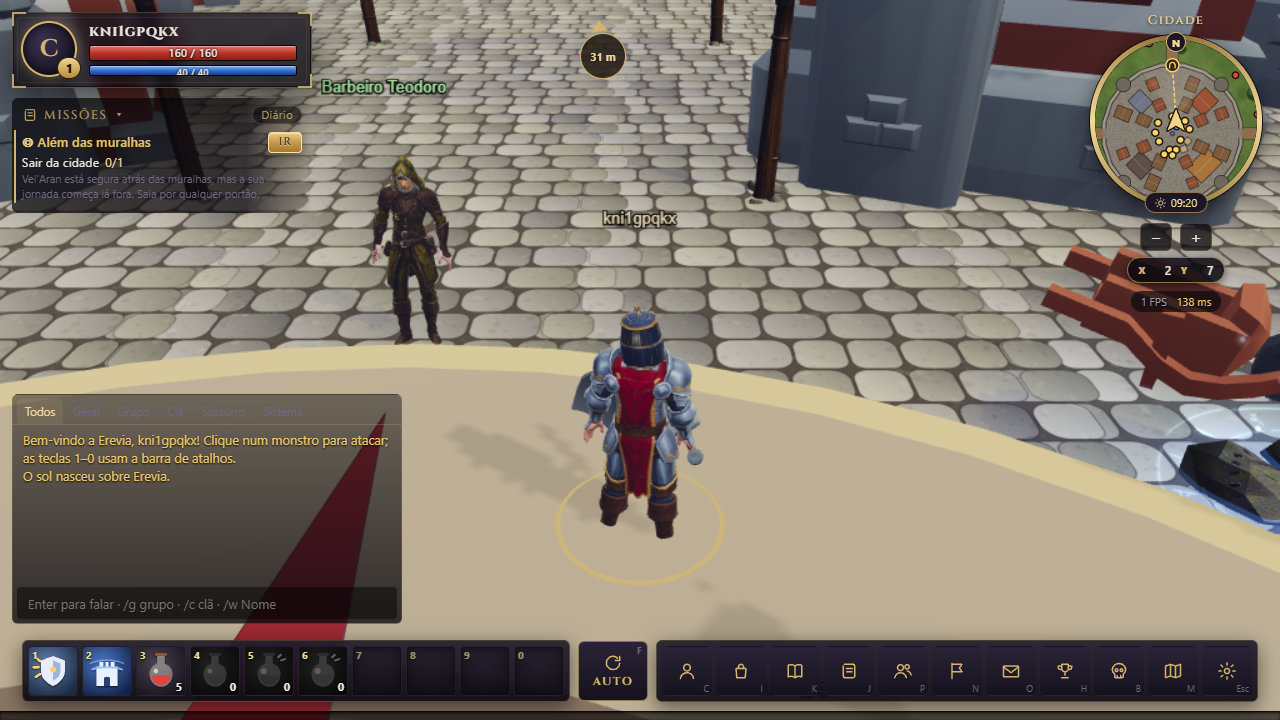 C
1
KNI1GPQKX
160 / 160
40 / 40
MISSÕES
Diário
Além das muralhas
IR
Sair da cidade 0/1
Vel'Aran está segura atrás das muralhas, mas a sua
jornada começa lá fora. Saia por qualquer portão.
Barbeiro Teodoro
31 m
kni1gpqkx
CIDADE
N
09:20
− +
X 2 Y 7
1 FPS 138 ms
Todos Geral Grupo Clã Sussurro Sistema
Bem-vindo a Erevia, kni1gpqkx! Clique num monstro para atacar;
as teclas 1–0 usam a barra de atalhos.
O sol nasceu sobre Erevia.
Enter para falar · /g grupo · /c clã · /w Nome
1 2 3 4 5 6 7 8 9 0
5 0 0 0
F
AUTO
C I K J P N O H B M Esc